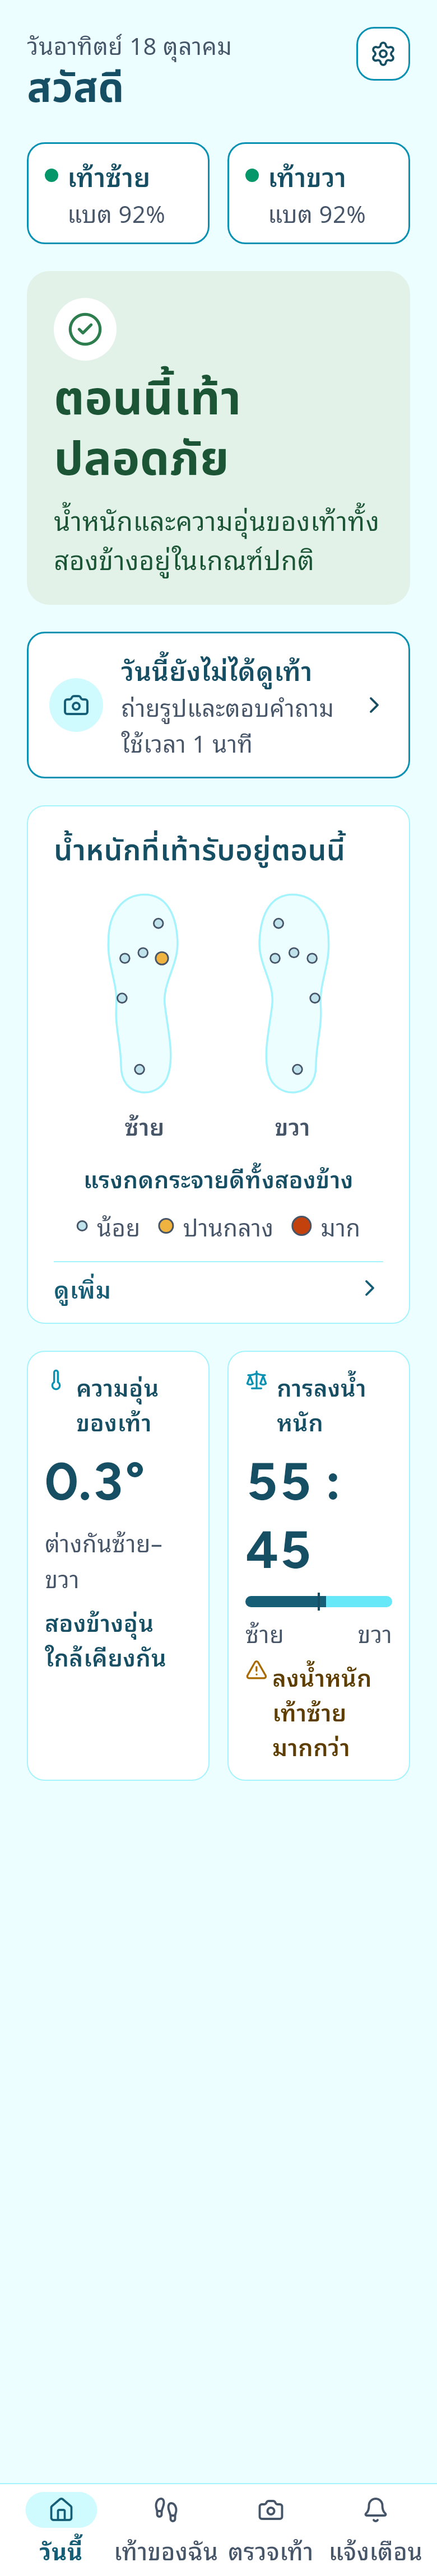 วันอาทิตย์ 18 ตุลาคม
สวัสดี
เท้าซ้าย
แบต 92%
เท้าขวา
แบต 92%
ตอนนี้เท้า
ปลอดภัย
น้ำหนักและความอุ่นของเท้าทั้ง
สองข้างอยู่ในเกณฑ์ปกติ
วันนี้ยังไม่ได้ดูเท้า
ถ่ายรูปและตอบคำถาม
ใช้เวลา 1 นาที
น้ำหนักที่เท้ารับอยู่ตอนนี้
ซ้าย
ขวา
แรงกดกระจายดีทั้งสองข้าง
น้อย ปานกลาง มาก
ดูเพิ่ม
ความอุ่น
ของเท้า
0.3°
ต่างกันซ้าย–
ขวา
สองข้างอุ่น
ใกล้เคียงกัน
การลงน้ำ
หนัก
55 :
45
ซ้าย ขวา
ลงน้ำหนัก
เท้าซ้าย
มากกว่า
วันนี้ เท้าของฉัน ตรวจเท้า แจ้งเตือน